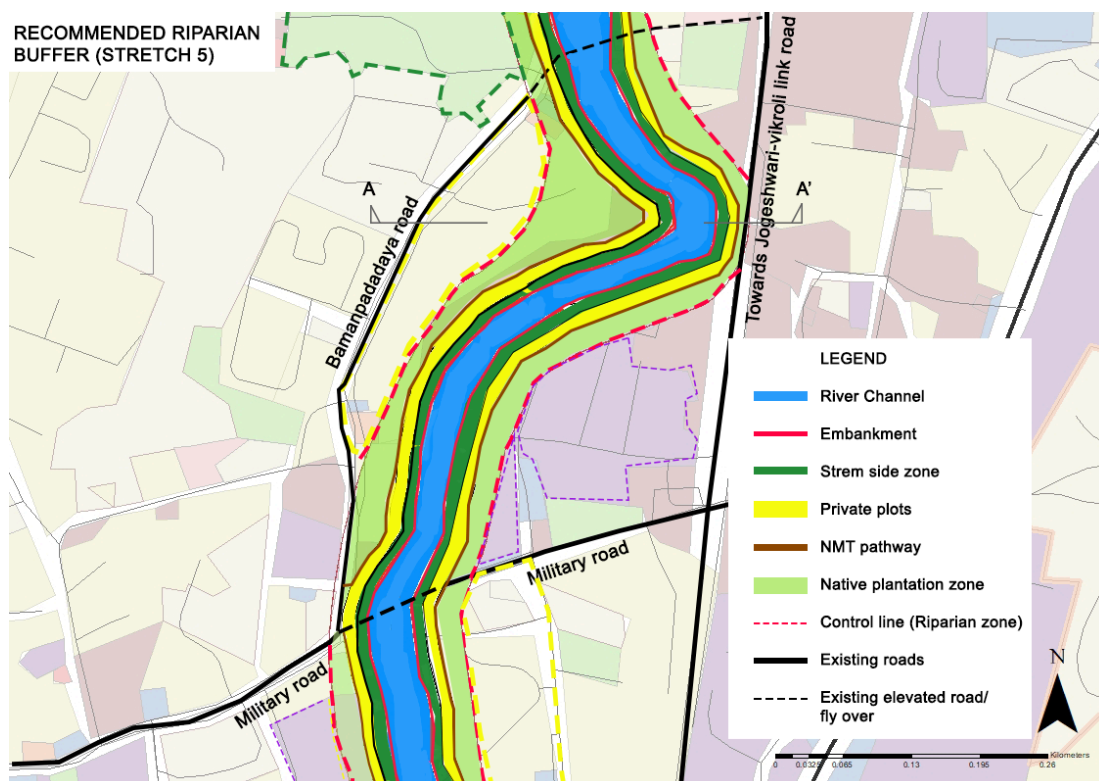 RECOMMENDED RIPARIAN
BUFFER (STRETCH 5)
A
A'
Bamanpadadaya road
Towards Jogeshwari-vikroli link road
Military road
Military road
LEGEND
River Channel
Embankment
Strem side zone
Private plots
NMT pathway
Native plantation zone
Control line (Riparian zone)
Existing roads
Existing elevated road/
fly over
N
Kilometers
0 0.0325 0.065 0.13 0.195 0.26